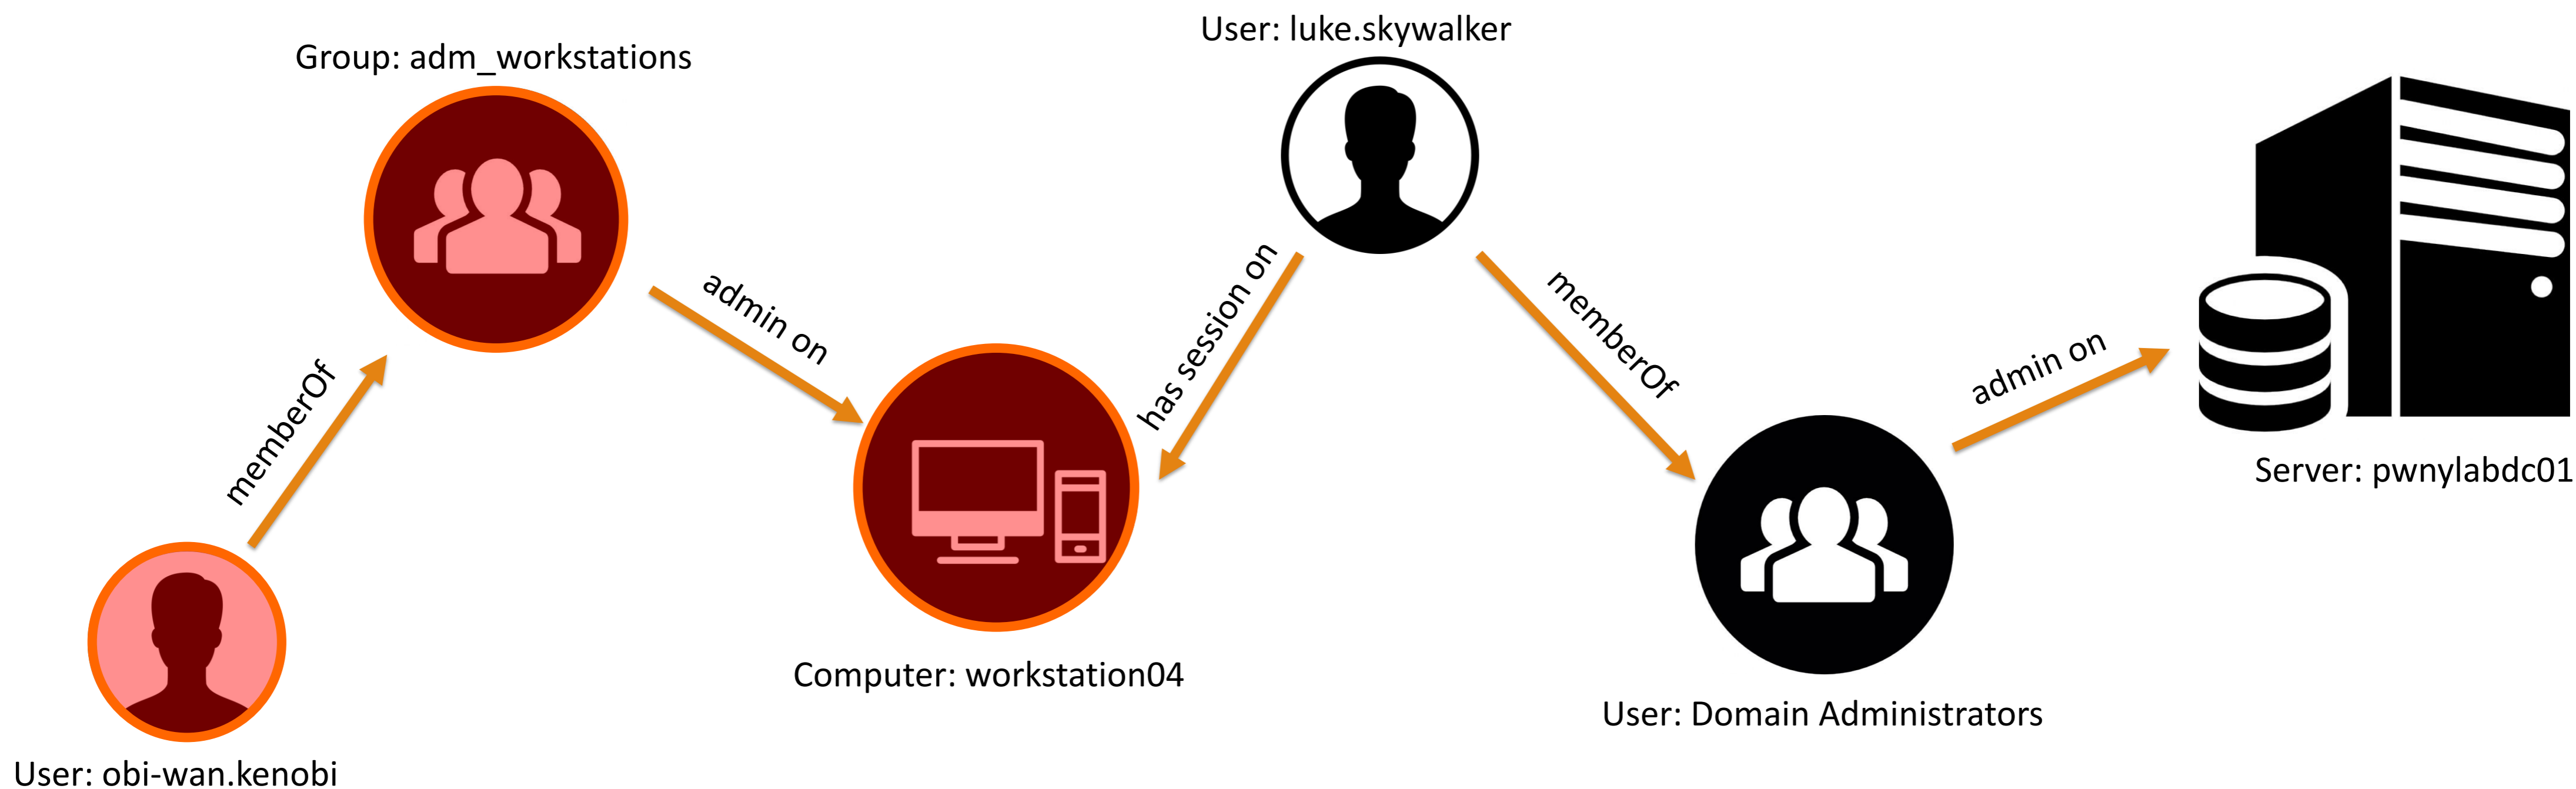 User: luke.skywalker
Group: adm_workstations
admin on
has session on
memberOf
admin on
memberOf
Server: pwnylabdc01
Computer: workstation04
User: Domain Administrators
User: obi-wan.kenobi